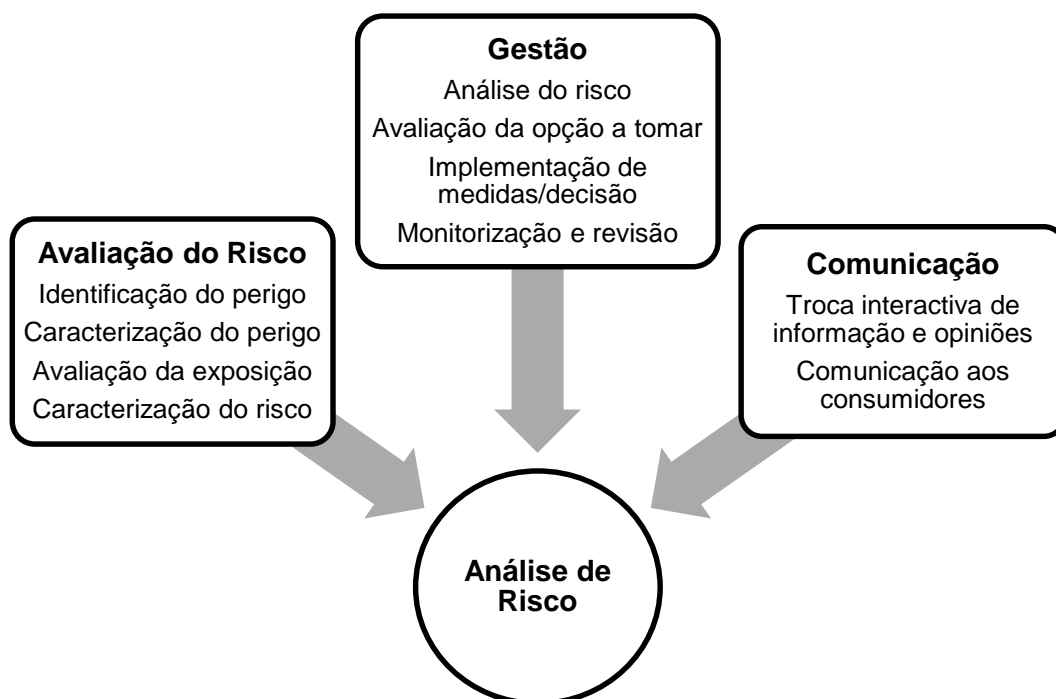 Gestão
Análise do risco
Avaliação da opção a tomar
Implementação de
medidas/decisão
Monitorização e revisão
Avaliação do Risco
Identificação do perigo
Caracterização do perigo
Avaliação da exposição
Caracterização do risco
Comunicação
Troca interactiva de
informação e opiniões
Comunicação aos
consumidores
Análise de
Risco